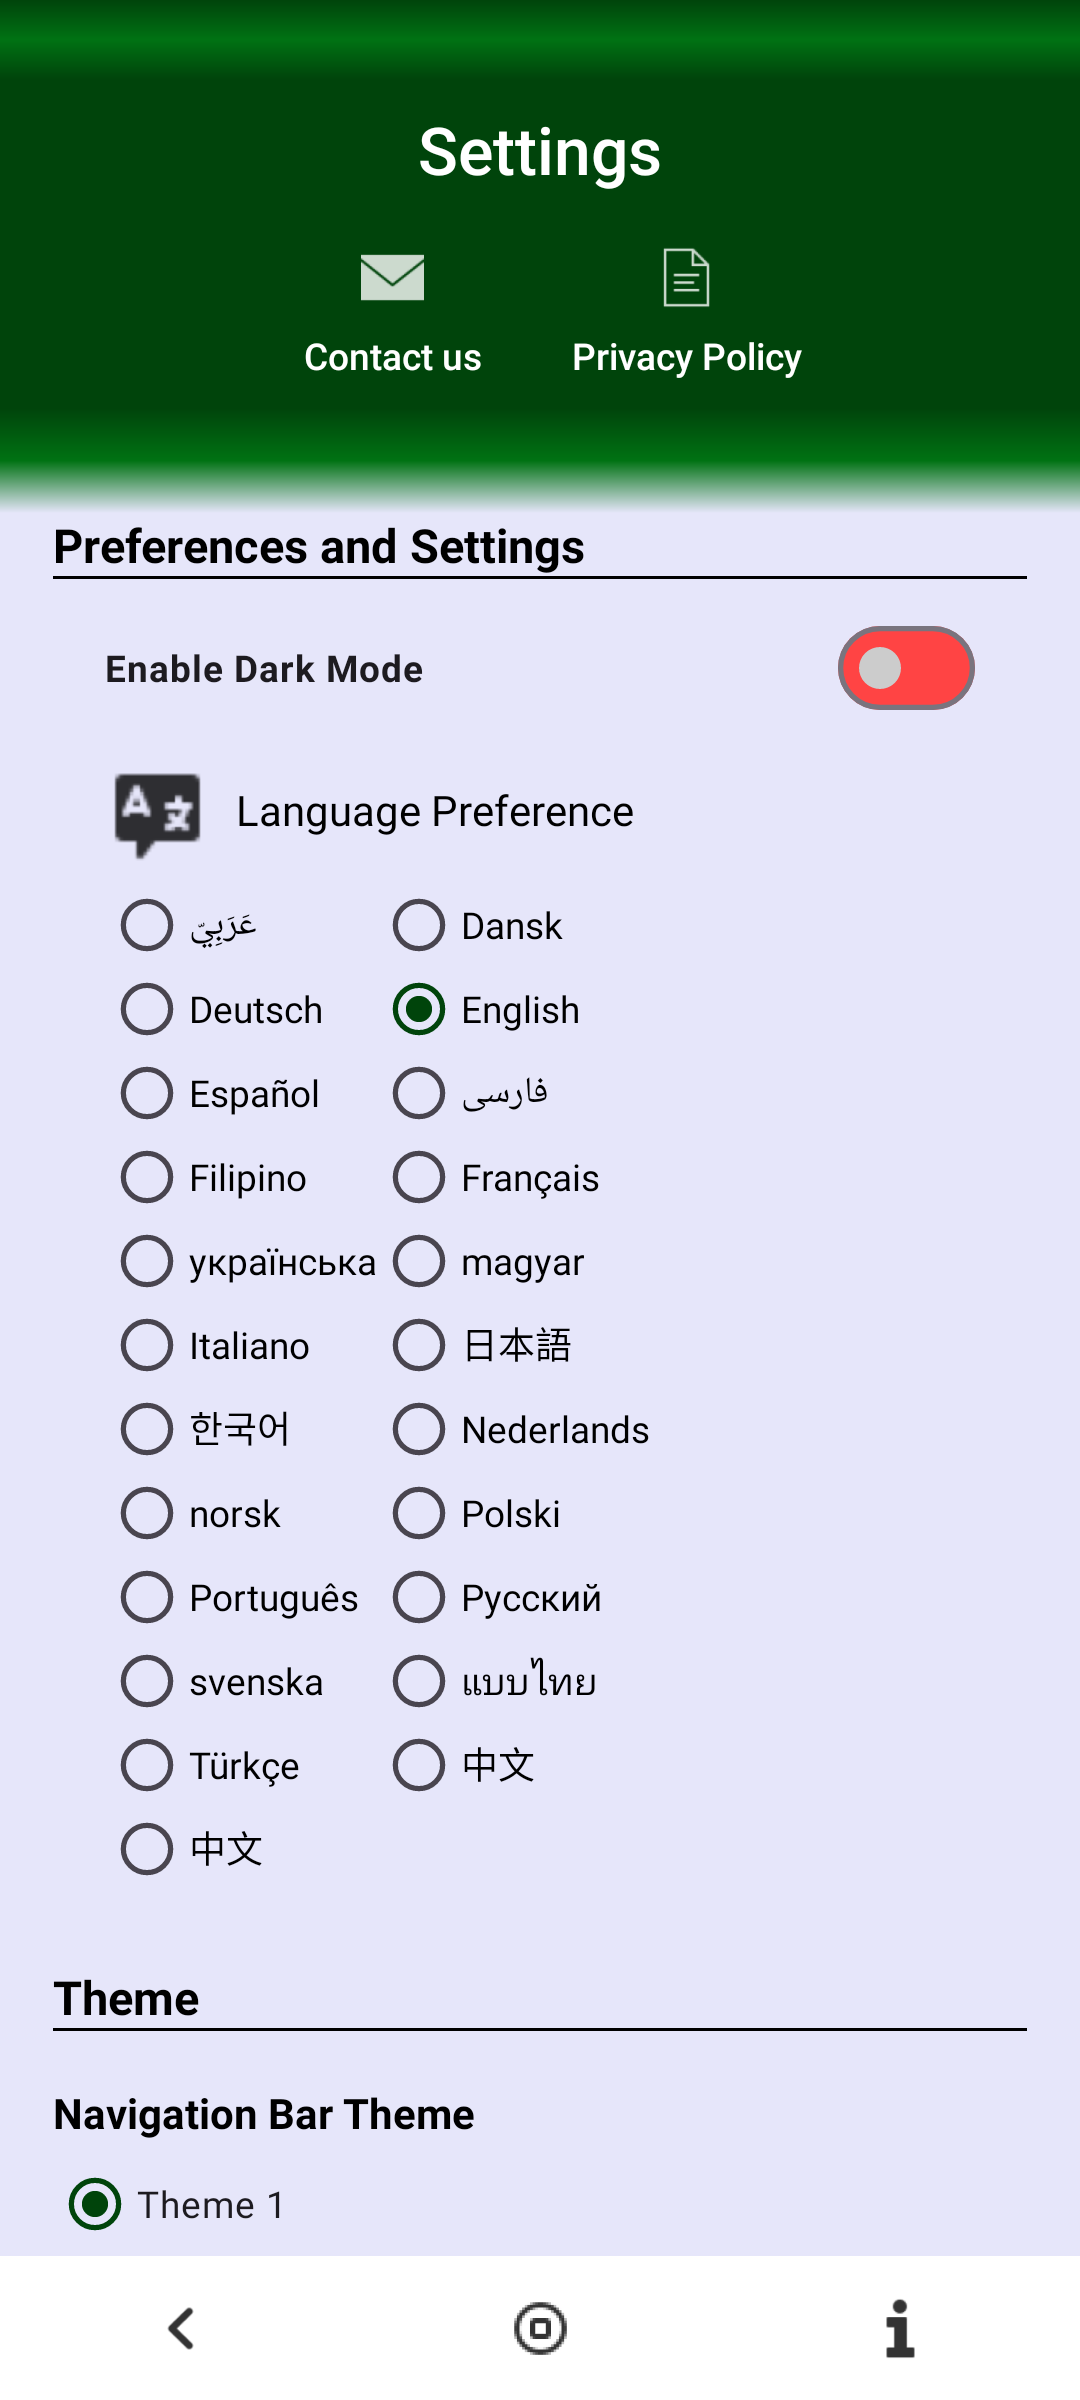 Settings
Contact us
Privacy Policy
Preferences and Settings
Enable Dark Mode
Language Preference
عَرَبِيّ
Dansk
Deutsch
English
Español
فارسی
Filipino
Français
українська
magyar
Italiano
日本語
한국어
Nederlands
norsk
Polski
Português
Русский
svenska
แบบไทย
Türkçe
中文
中文
Theme
Navigation Bar Theme
Theme 1